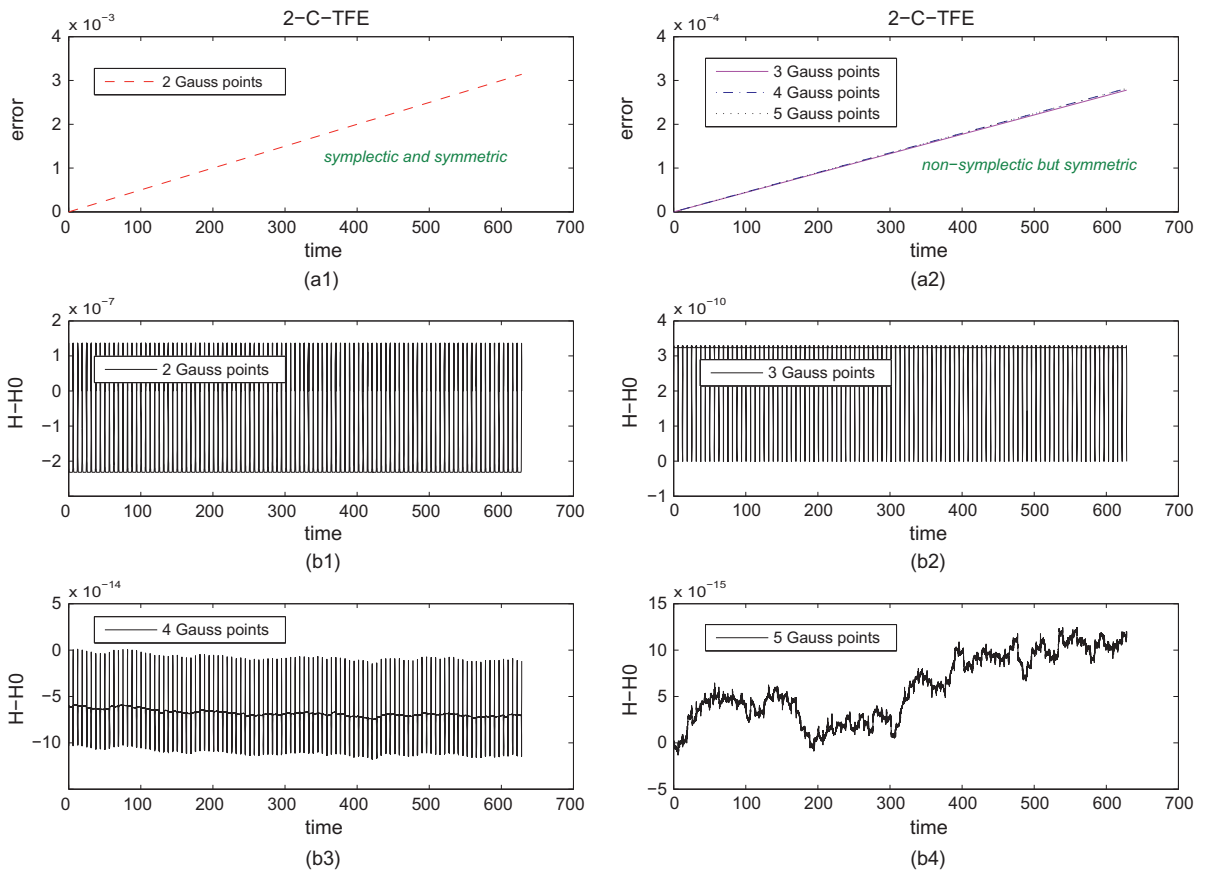 2−C−TFE
x 10−3
4
3
2
1
0
error
2 Gauss points
symplectic and symmetric
0 100 200 300 400 500 600 700
time
(a1)
2−C−TFE
x 10−4
4
3
2
1
0
error
3 Gauss points
4 Gauss points
5 Gauss points
non−symplectic but symmetric
0 100 200 300 400 500 600 700
time
(a2)
x 10−7
2
1
0
−1
−2
H−H0
2 Gauss points
0 100 200 300 400 500 600 700
time
(b1)
x 10−10
4
3
2
1
0
−1
H−H0
3 Gauss points
0 100 200 300 400 500 600 700
time
(b2)
x 10−14
5
0
−5
−10
H−H0
4 Gauss points
0 100 200 300 400 500 600 700
time
(b3)
x 10−15
15
10
5
0
−5
H−H0
5 Gauss points
0 100 200 300 400 500 600 700
time
(b4)